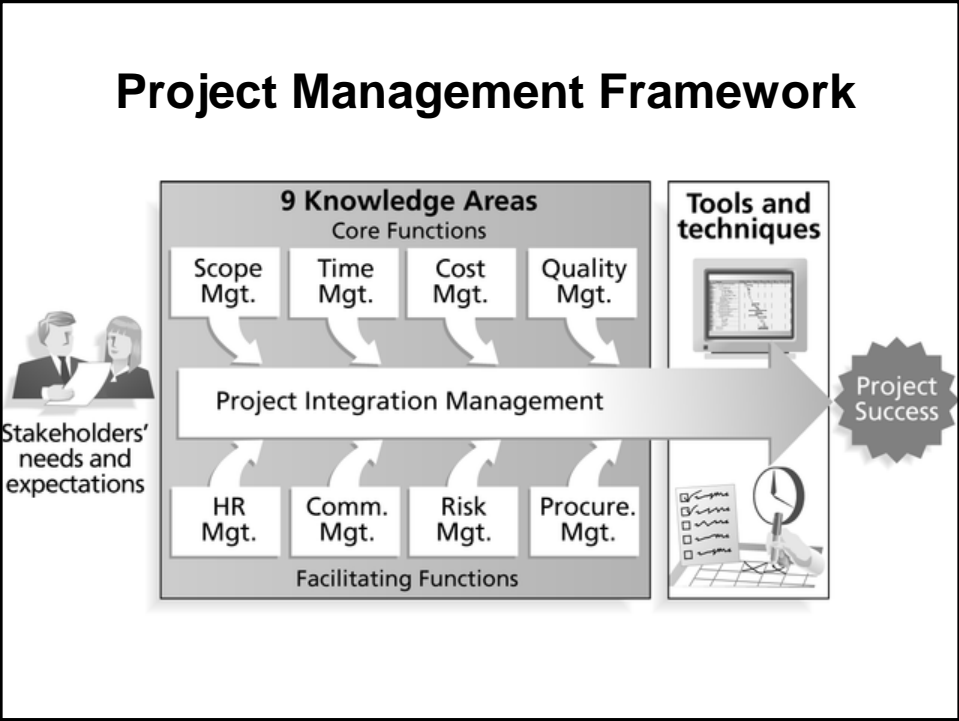 Project Management Framework
9 Knowledge Areas
Core Functions
Scope
Mgt.
Time
Mgt.
Cost
Mgt.
Quality
Mgt.
Tools and
techniques
Stakeholders'
needs and
expectations
Project Integration Management
Project
Success
HR
Mgt.
Comm.
Mgt.
Risk
Mgt.
Procure.
Mgt.
Facilitating Functions